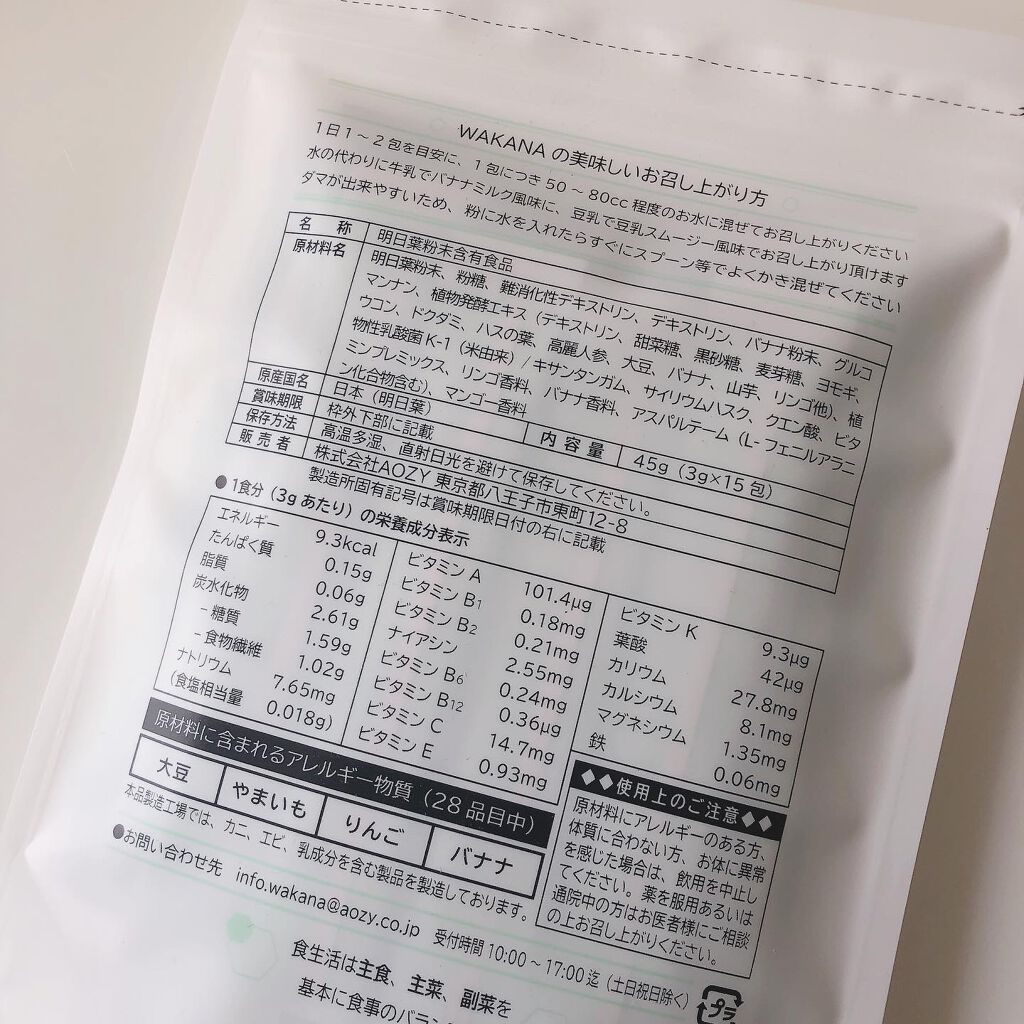 WAKANA の美味しいお召し上がり方
1日1～2包を目安に、1包につき 50～80cc 程度のお水に混ぜてお召し上がりください
水の代わりに牛乳でバナナミルク風味に、豆乳で豆乳スムージー風味でお召し上がり頂けます
ダマが出来やすいため、粉に水を入れたらすぐにスプーン等でよくかき混ぜてください
名 称 明日葉粉末含有食品
原材料名 明日葉粉末、粉糖、難消化性デキストリン、デキストリン、バナナ粉末、グルコ
マンナン、植物発酵エキス（デキストリン、甜菜糖、黒砂糖、麦芽糖、ヨモギ、
ウコン、ドクダミ、ハスの葉、高麗人参、大豆、バナナ、山芋、リンゴ他）、植
物性乳酸菌 K-1（米由来）/ キサンタンガム、サイリウムハスク、クエン酸、ビタ
ミンプレミックス、リンゴ香料、バナナ香料、アスパルテーム（L- フェニルアラニ
ン化合物含む）、マンゴー香料
原産国名 日本（明日葉）
賞味期限 枠外下部に記載 内 容 量 45g（3g×15 包）
保存方法 高温多湿、直射日光を避けて保存してください。
販 売 者 株式会社AOZY 東京都八王子市東町12-8
製造所固有記号は賞味期限日付の右に記載
●1食分（3g あたり）の栄養成分表示
エネルギー 9.3kcal
たんぱく質 0.15g
脂質 0.06g
炭水化物 2.61g
－糖質 1.59g
－食物繊維 1.02g
ナトリウム 7.65mg
（食塩相当量 0.018g）
ビタミン A 101.4μg
ビタミン B1 0.18mg
ビタミン B2 0.21mg
ナイアシン 2.55mg
ビタミン B6 0.24mg
ビタミン B12 0.36μg
ビタミン C 14.7mg
ビタミン E 0.93mg
ビタミン K 9.3μg
葉酸 42μg
カリウム 27.8mg
カルシウム 8.1mg
マグネシウム 1.35mg
鉄 0.06mg
原材料に含まれるアレルギー物質（28 品目中）
大豆 やまいも りんご バナナ
本品製造工場では、カニ、エビ、乳成分を含む製品を製造しております。
◆◆使用上のご注意◆◆
原材料にアレルギーのある方、
体質に合わない方、お体に異常
を感じた場合は、飲用を中止し
てください。薬を服用あるいは
通院中の方はお医者様にご相談
の上お召し上がりください。
●お問い合わせ先 info.wakana@aozy.co.jp 受付時間 10:00～17:00 迄（土日祝日除く）
食生活は主食、主菜、副菜を
基本に食事のバラン
プラ